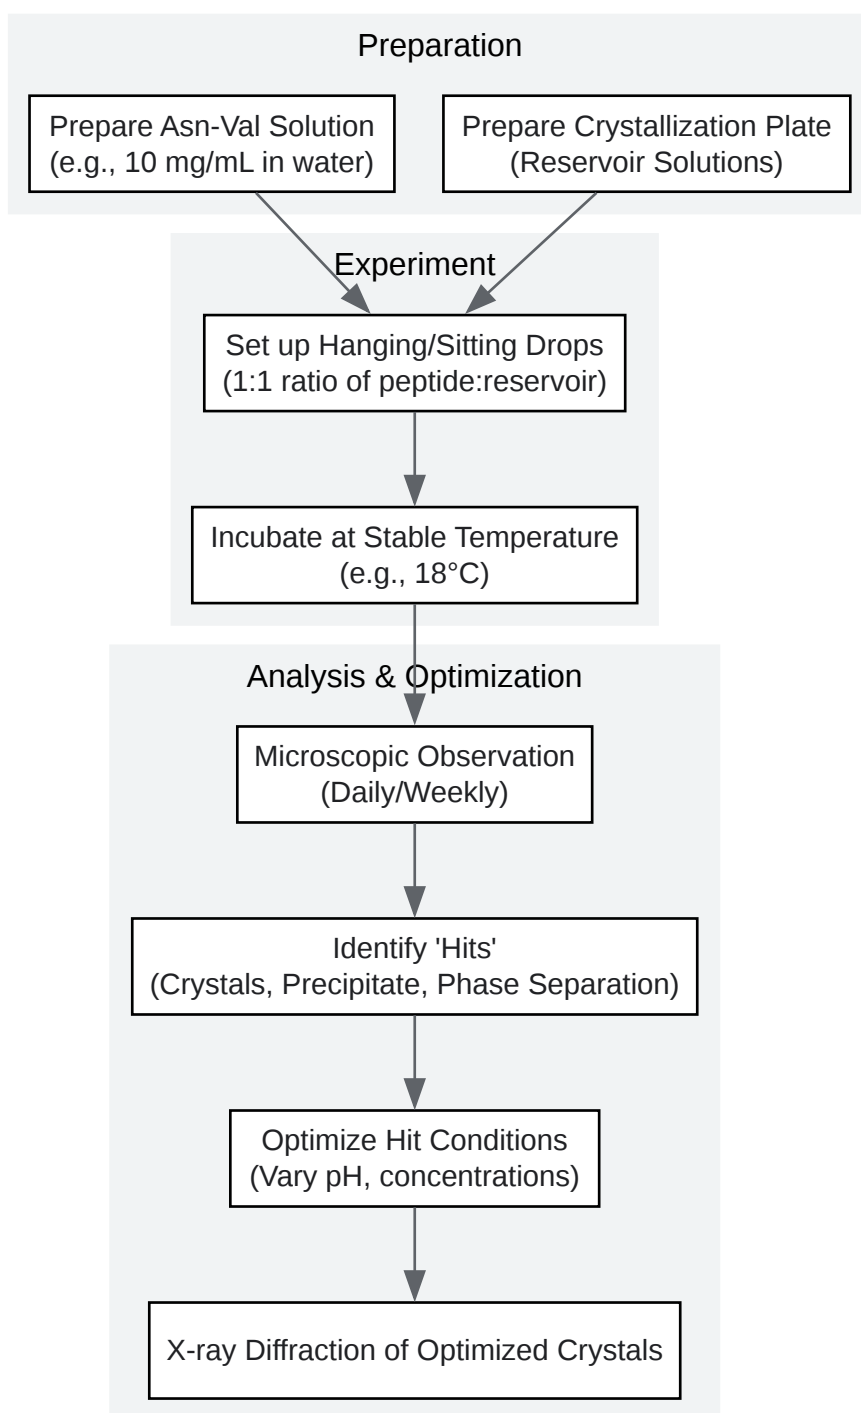 Preparation
Prepare Asn-Val Solution
(e.g., 10 mg/mL in water)
Prepare Crystallization Plate
(Reservoir Solutions)
Experiment
Set up Hanging/Sitting Drops
(1:1 ratio of peptide:reservoir)
Incubate at Stable Temperature
(e.g., 18°C)
Analysis & Optimization
Microscopic Observation
(Daily/Weekly)
Identify 'Hits'
(Crystals, Precipitate, Phase Separation)
Optimize Hit Conditions
(Vary pH, concentrations)
X-ray Diffraction of Optimized Crystals